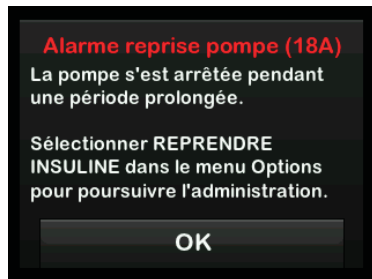 Alarme reprise pompe (18A)
La pompe s'est arrêtée pendant
une période prolongée.
Sélectionner REPRENDRE
INSULINE dans le menu Options
pour poursuivre l'administration.
OK